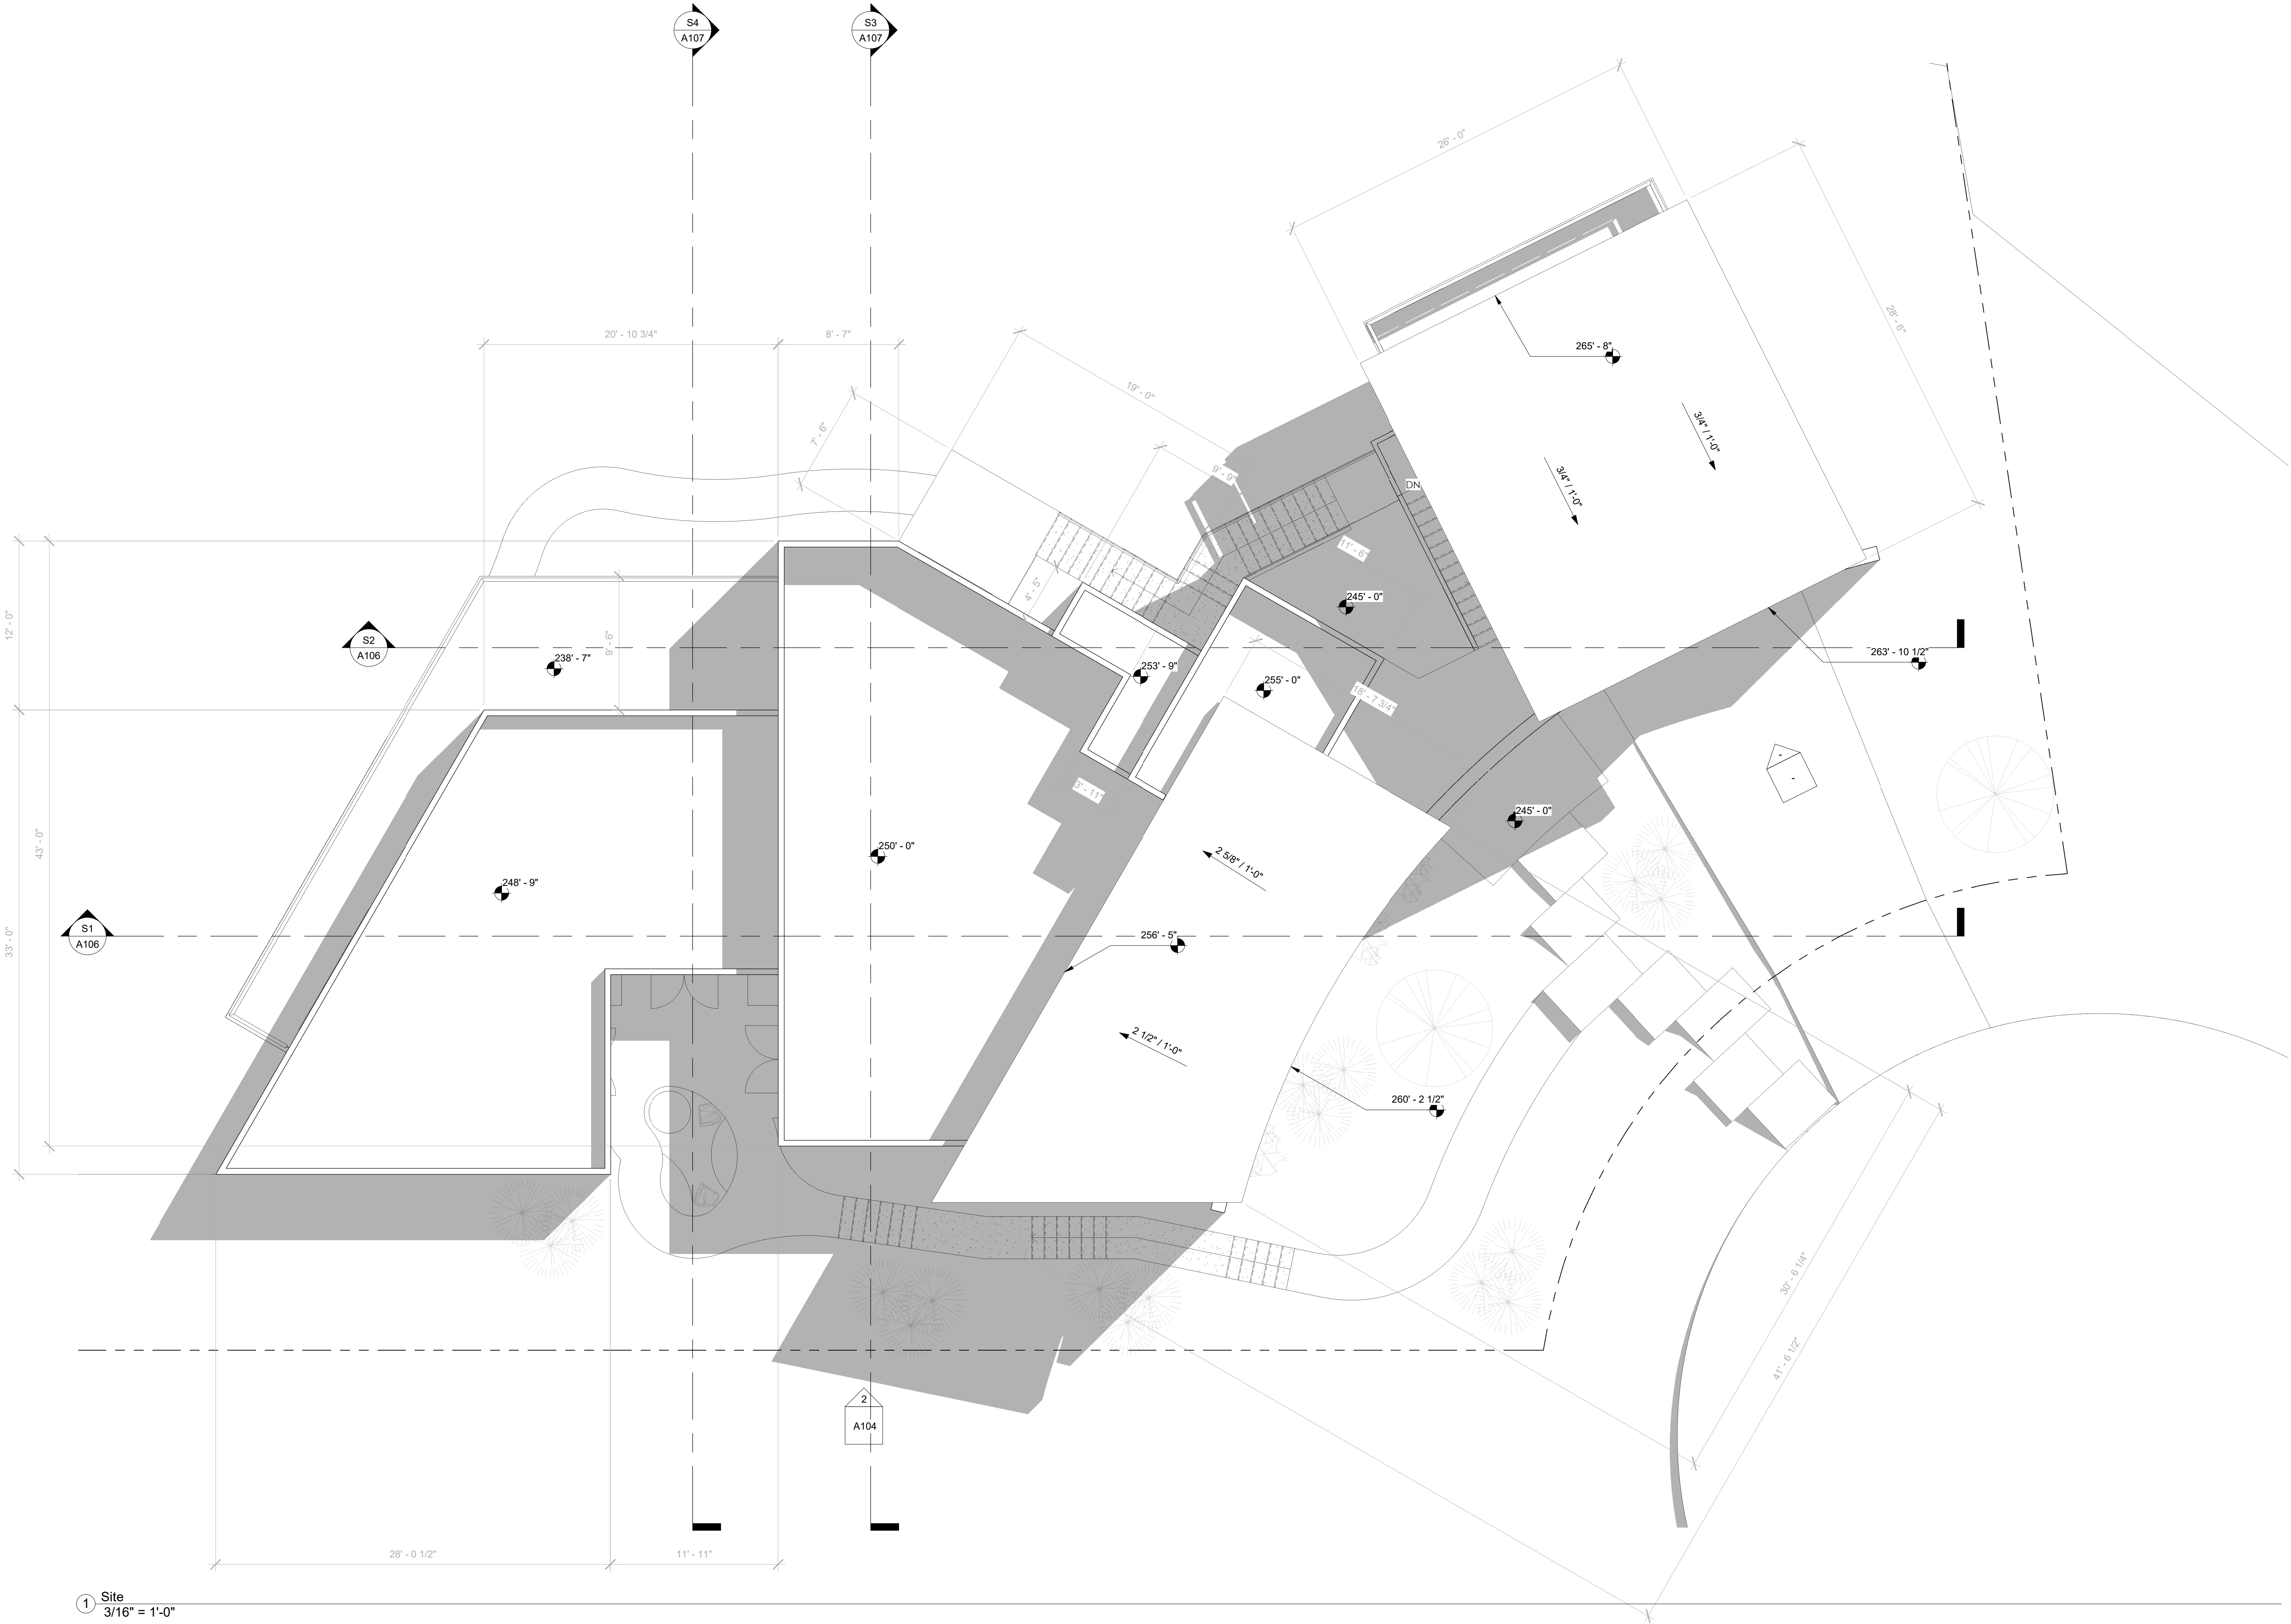 S4
A107
S3
A107
26' - 0"
28' - 6"
20' - 10 3/4"
8' - 7"
265' - 8"
19' - 0"
7' - 6"
3/4" / 1'-0"
9' - 9"
3/4" / 1'-0"
DN
11' - 6"
4' - 5"
245' - 0"
12' - 0"
S2
A106
9' - 6"
238' - 7"
253' - 9"
255' - 0"
263' - 10 1/2"
18' - 7 3/4"
-
-
3' - 11"
245' - 0"
43' - 0"
250' - 0"
2 5/8" / 1'-0"
248' - 9"
33' - 0"
S1
A106
256' - 5"
2 1/2" / 1'-0"
260' - 2 1/2"
30' - 6 1/4"
41' - 6 1/2"
2
A104
28' - 0 1/2"
11' - 11"
1
Site
3/16" = 1'-0"